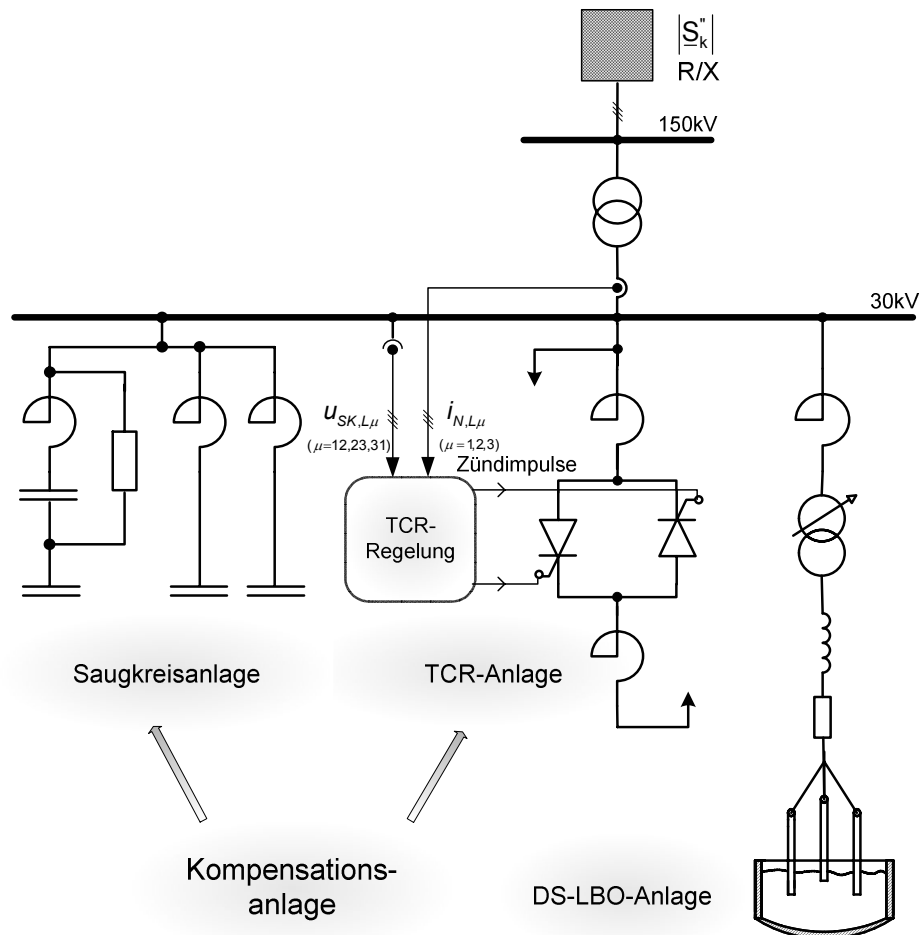 |S̲k"|
R/X
150kV
30kV
uSK,Lμ
(μ=12,23,31)
iN,Lμ
(μ=1,2,3)
Zündimpulse
TCR-
Regelung
Saugkreisanlage
TCR-Anlage
Kompensations-
anlage
DS-LBO-Anlage